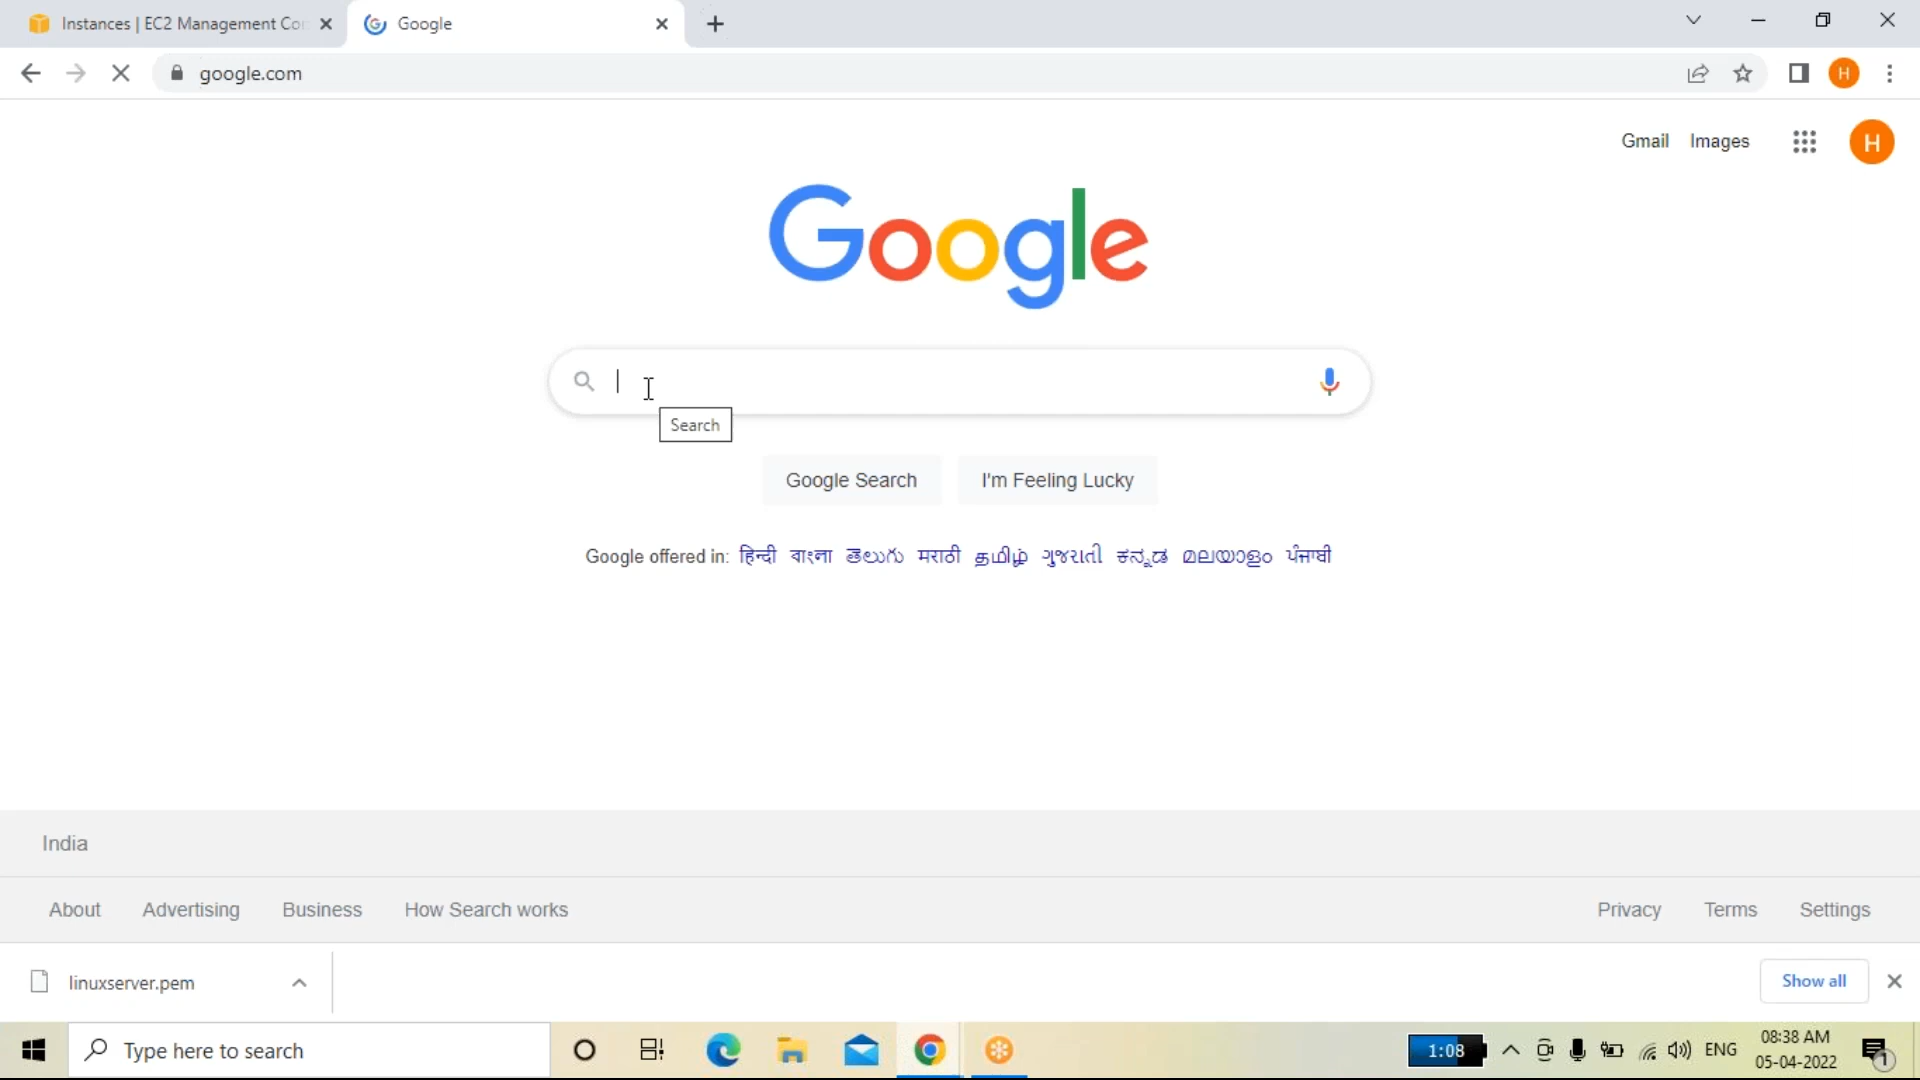 Instances | EC2 Management Co
Google
google.com
Gmail Images
H
H
Google
Search
Google Search I'm Feeling Lucky
Google offered in: हिन्दी বাংলা తెలుగు मराठी தமிழ் ગુજરાતી ಕನ್ನಡ മലയാളം ਪੰਜਾਬੀ
India
About Advertising Business How Search works Privacy Terms Settings
linuxserver.pem
Show all
Type here to search
1:08
ENG
08:38 AM
05-04-2022
1